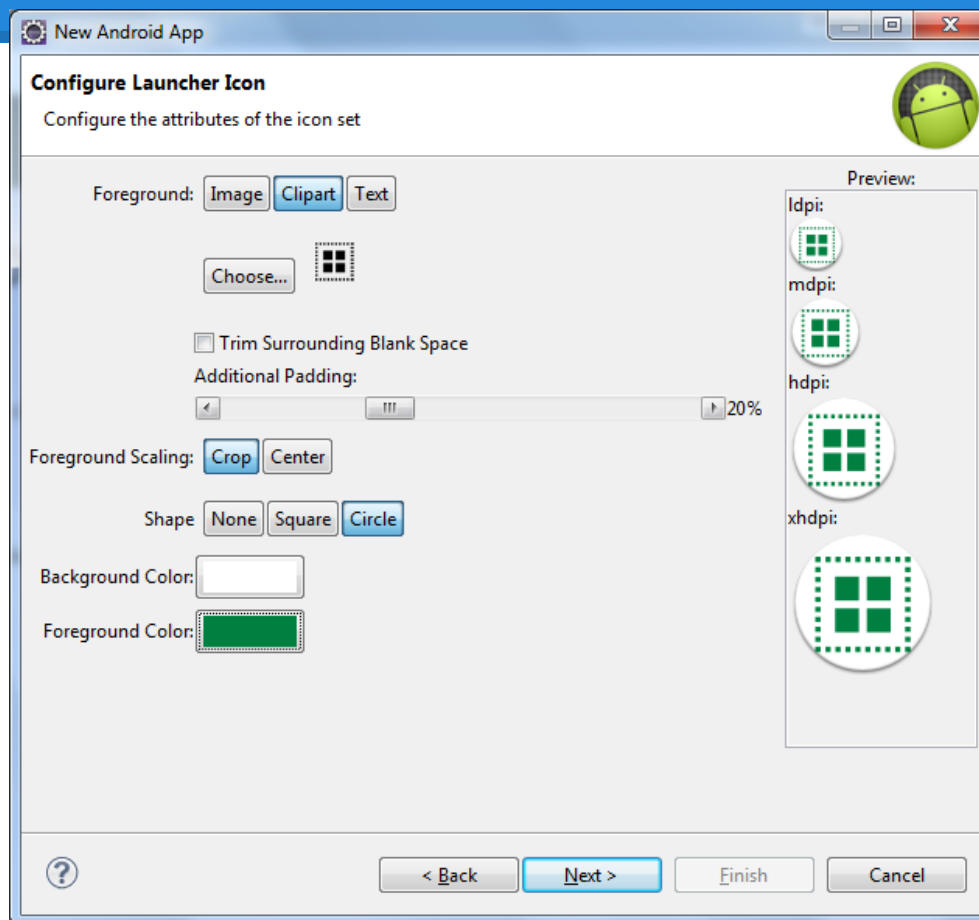 New Android App
Configure Launcher Icon
Configure the attributes of the icon set
Foreground: Image Clipart Text
Choose...
Trim Surrounding Blank Space
Additional Padding:
20%
Foreground Scaling: Crop Center
Shape None Square Circle
Background Color:
Foreground Color:
Preview:
ldpi:
mdpi:
hdpi:
xhdpi:
< Back Next > Finish Cancel